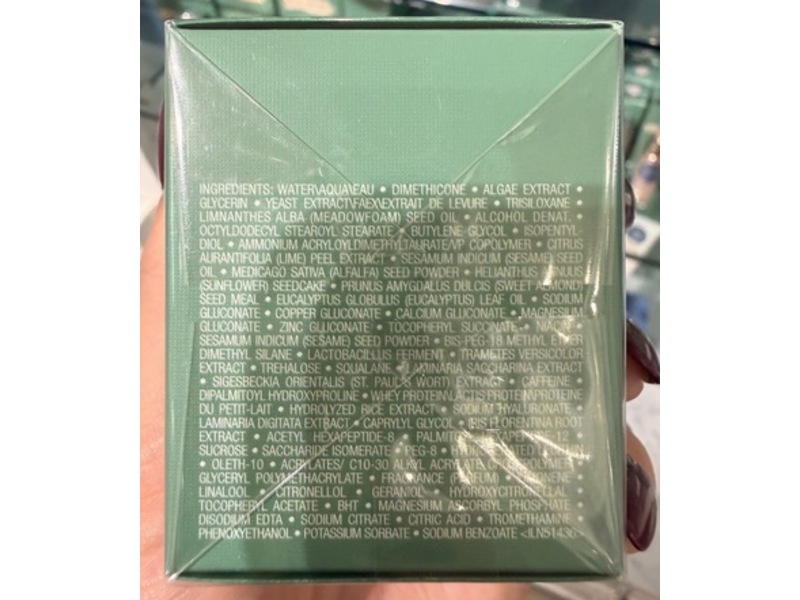 INGREDIENTS: WATER\AQUA\EAU • DIMETHICONE • ALGAE EXTRACT •
GLYCERIN • YEAST EXTRACT\FAEX\EXTRAIT DE LEVURE • TRISILOXANE •
LIMNANTHES ALBA (MEADOWFOAM) SEED OIL • ALCOHOL DENAT. •
OCTYLDODECYL STEAROYL STEARATE • BUTYLENE GLYCOL • ISOPENTYL-
DIOL • AMMONIUM ACRYLOYLDIMETHYLTAURATE/VP COPOLYMER • CITRUS
AURANTIFOLIA (LIME) PEEL EXTRACT • SESAMUM INDICUM (SESAME) SEED
OIL • MEDICAGO SATIVA (ALFALFA) SEED POWDER • HELIANTHUS ANNUUS
(SUNFLOWER) SEEDCAKE • PRUNUS AMYGDALUS DULCIS (SWEET ALMOND)
SEED MEAL • EUCALYPTUS GLOBULUS (EUCALYPTUS) LEAF OIL • SODIUM
GLUCONATE • COPPER GLUCONATE • CALCIUM GLUCONATE • MAGNESIUM
GLUCONATE • ZINC GLUCONATE • TOCOPHERYL SUCCINATE • NIACIN •
SESAMUM INDICUM (SESAME) SEED POWDER • BIS-PEG-18 METHYL ETHER
DIMETHYL SILANE • LACTOBACILLUS FERMENT • TRAMETES VERSICOLOR
EXTRACT • TREHALOSE • SQUALANE • LAMINARIA SACCHARINA EXTRACT
• SIGESBECKIA ORIENTALIS (ST. PAUL'S WORT) EXTRACT • CAFFEINE •
DIPALMITOYL HYDROXYPROLINE • WHEY PROTEIN\LACTIS PROTEIN\PROTEINE
DU PETIT-LAIT • HYDROLYZED RICE EXTRACT • SODIUM HYALURONATE •
LAMINARIA DIGITATA EXTRACT • CAPRYLYL GLYCOL • IRIS FLORENTINA ROOT
EXTRACT • ACETYL HEXAPEPTIDE-8 • 12 •
SUCROSE • SACCHARIDE ISOMERATE • PEG-8 •
• OLETH-10 • ACRYLATES/ C10-30 ALKYL ACRYLATE CROSSPOLYMER •
GLYCERYL POLYMETHACRYLATE • FRAGRANCE (PARFUM) • LIMONENE •
LINALOOL • CITRONELLOL • GERANIOL • HYDROXYCITRONELLAL •
TOCOPHERYL ACETATE • BHT • MAGNESIUM ASCORBYL PHOSPHATE •
DISODIUM EDTA • SODIUM CITRATE • CITRIC ACID • TROMETHAMINE •
PHENOXYETHANOL • POTASSIUM SORBATE • SODIUM BENZOATE <ILN51436>